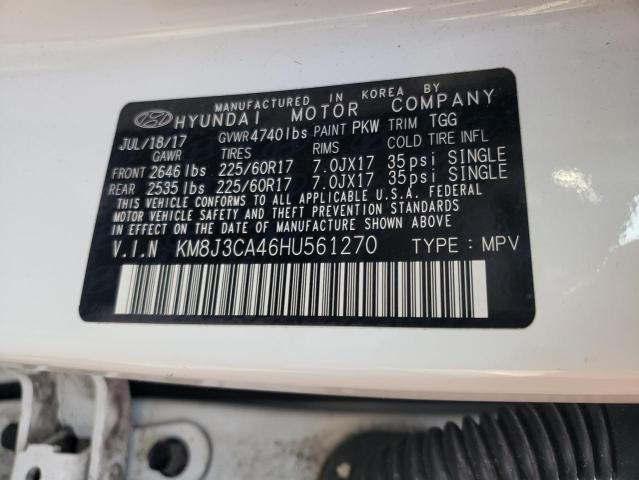 MANUFACTURED IN KOREA BY
HYUNDAI MOTOR COMPANY
JUL/18/17 GVWR 4740lbs PAINT PKW TRIM TGG
GAWR TIRES RIMS COLD TIRE INFL
FRONT 2646 lbs 225/60R17 7.0JX17 35psi SINGLE
REAR 2535 lbs 225/60R17 7.0JX17 35psi SINGLE
THIS VEHICLE CONFORMS TO ALL APPLICABLE U.S.A. FEDERAL
MOTOR VEHICLE SAFETY AND THEFT PREVENTION STANDARDS
IN EFFECT ON THE DATE OF MANUFACTURE SHOWN ABOVE.
V.I.N KM8J3CA46HU561270 TYPE : MPV